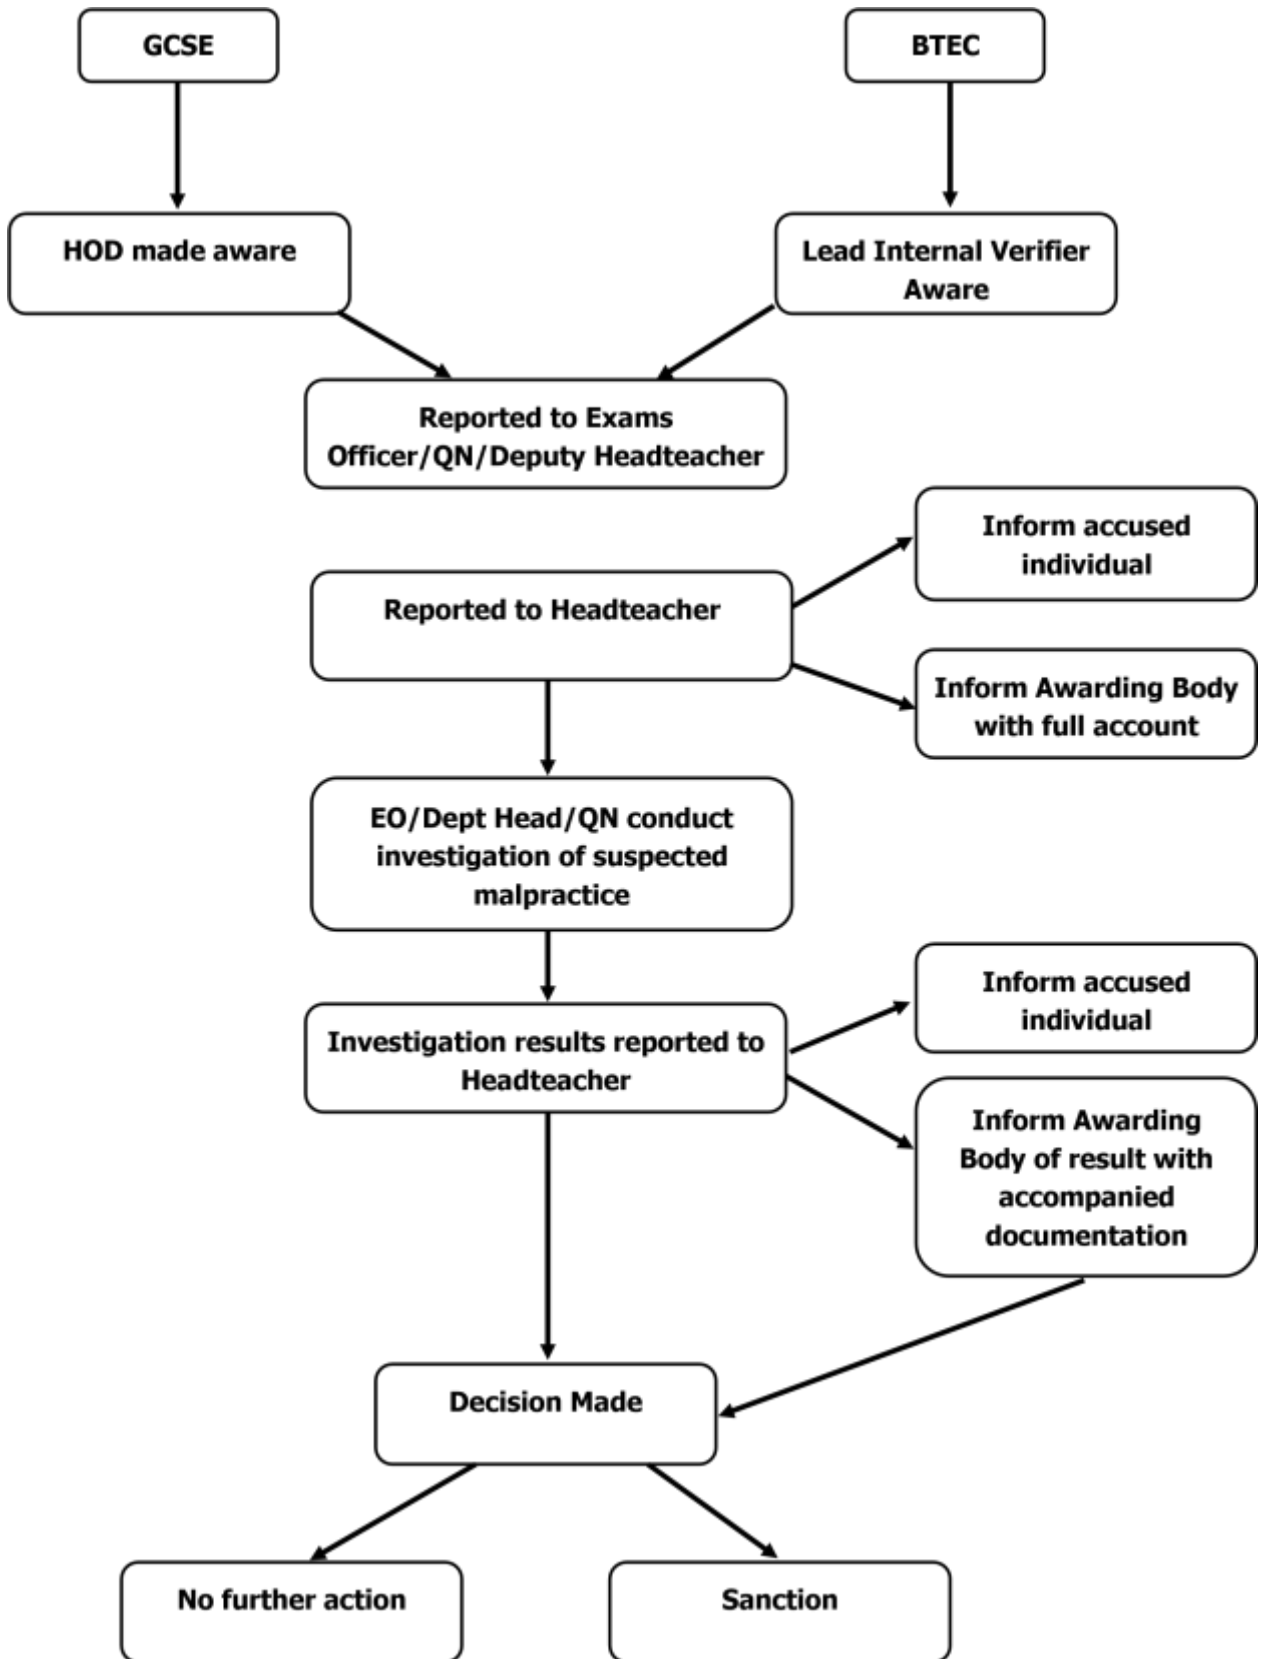 GCSE
BTEC
HOD made aware
Lead Internal Verifier
Aware
Reported to Exams
Officer/QN/Deputy Headteacher
Inform accused
individual
Reported to Headteacher
Inform Awarding Body
with full account
EO/Dept Head/QN conduct
investigation of suspected
malpractice
Inform accused
individual
Investigation results reported to
Headteacher
Inform Awarding
Body of result with
accompanied
documentation
Decision Made
No further action
Sanction